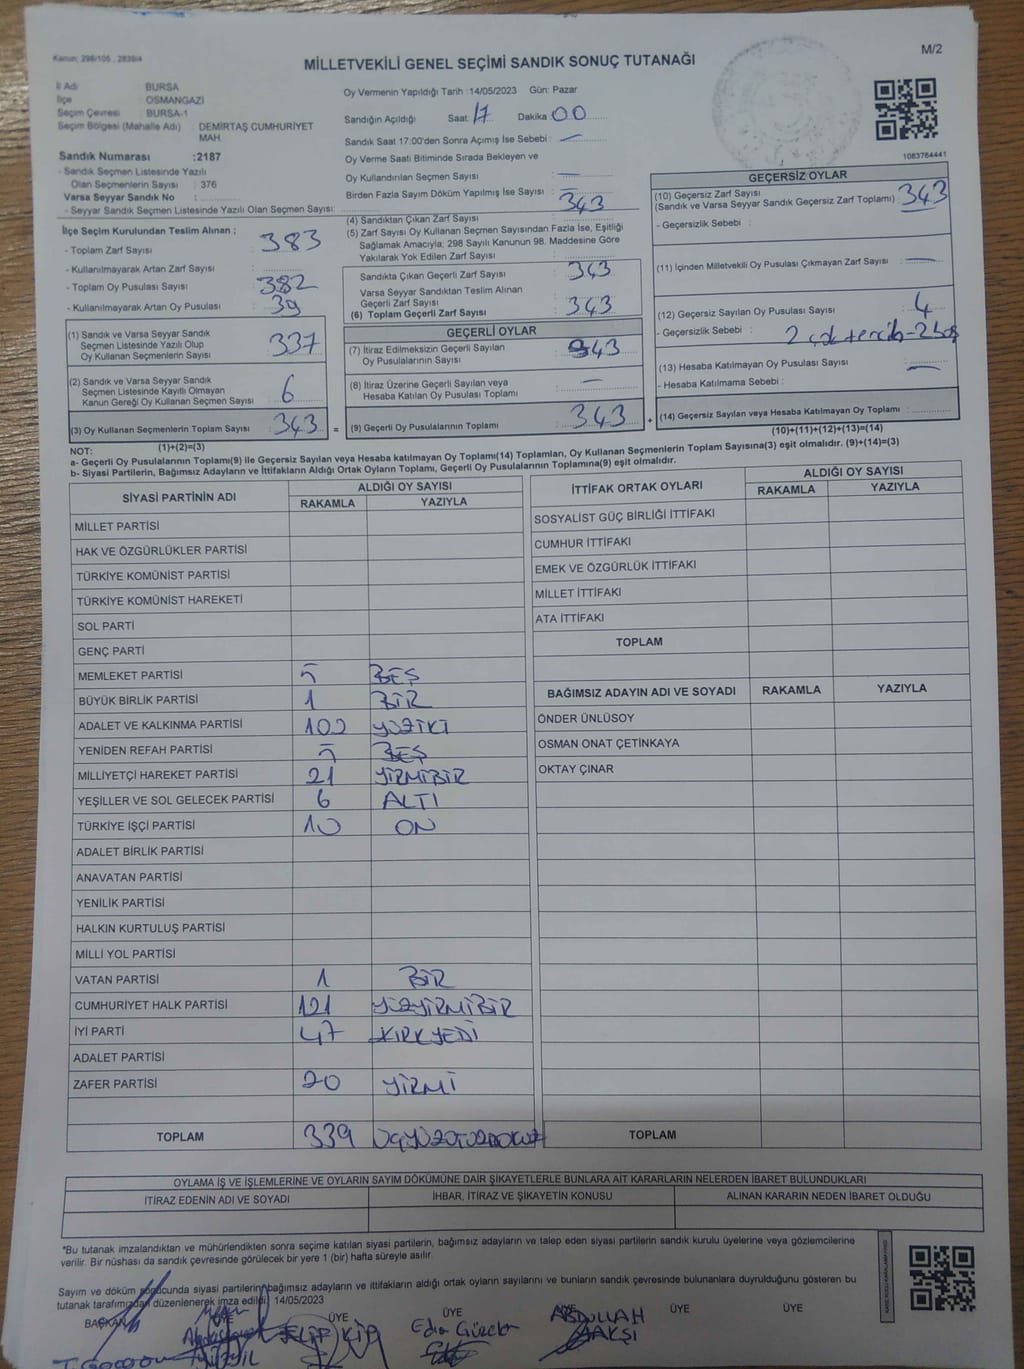 Kanun: 298/105 , 2839/4
M/2
MİLLETVEKİLİ GENEL SEÇİMİ SANDIK SONUÇ TUTANAĞI
İl Adı BURSA
İlçe OSMANGAZİ
Seçim Çevresi BURSA-1
Seçim Bölgesi (Mahalle Adı) : DEMİRTAŞ CUMHURİYET MAH.
Sandık Numarası :2187
- Sandık Seçmen Listesinde Yazılı
Olan Seçmenlerin Sayısı : 376
Varsa Seyyar Sandık No :
- Seyyar Sandık Seçmen Listesinde Yazılı Olan Seçmen Sayısı:
Oy Vermenin Yapıldığı Tarih :14/05/2023 Gün: Pazar
Sandığın Açıldığı Saat: 17 Dakika 00
Sandık Saat 17:00'den Sonra Açımış İse Sebebi : —
Oy Verme Saati Bitiminde Sırada Bekleyen ve
Oy Kullandırılan Seçmen Sayısı : —
Birden Fazla Sayım Döküm Yapılmış İse Sayısı : —
1083764441
İlçe Seçim Kurulundan Teslim Alınan ;
- Toplam Zarf Sayısı : 383
- Kullanılmayarak Artan Zarf Sayısı :
- Toplam Oy Pusulası Sayısı : 382
- Kullanılmayarak Artan Oy Pusulası : 39
(1) Sandık ve Varsa Seyyar Sandık
Seçmen Listesinde Yazılı Olup
Oy Kullanan Seçmenlerin Sayısı : 337
(2) Sandık ve Varsa Seyyar Sandık
Seçmen Listesinde Kayıtlı Olmayan
Kanun Gereği Oy Kullanan Seçmen Sayısı : 6
(3) Oy Kullanan Seçmenlerin Toplam Sayısı : 343
(1)+(2)=(3)
(4) Sandıktan Çıkan Zarf Sayısı : 343
(5) Zarf Sayısı Oy Kullanan Seçmen Sayısından Fazla İse, Eşitliği
Sağlamak Amacıyla; 298 Sayılı Kanunun 98. Maddesine Göre
Yakılarak Yok Edilen Zarf Sayısı :
Sandıkta Çıkan Geçerli Zarf Sayısı : 343
Varsa Seyyar Sandıktan Teslim Alınan
Geçerli Zarf Sayısı :
(6) Toplam Geçerli Zarf Sayısı : 343
GEÇERLİ OYLAR
(7) İtiraz Edilmeksizin Geçerli Sayılan
Oy Pusulalarının Sayısı : 343
(8) İtiraz Üzerine Geçerli Sayılan veya
Hesaba Katılan Oy Pusulası Toplamı : —
= (9) Geçerli Oy Pusulalarının Toplamı : 343 +
GEÇERSİZ OYLAR
(10) Geçersiz Zarf Sayısı
(Sandık ve Varsa Seyyar Sandık Geçersiz Zarf Toplamı) : 343
- Geçersizlik Sebebi :
(11) İçinden Milletvekili Oy Pusulası Çıkmayan Zarf Sayısı : —
(12) Geçersiz Sayılan Oy Pusulası Sayısı : 4
- Geçersizlik Sebebi : 2 çok tercih-2 boş
(13) Hesaba Katılmayan Oy Pusulası Sayısı : —
- Hesaba Katılmama Sebebi :
(14) Geçersiz Sayılan veya Hesaba Katılmayan Oy Toplamı :
(10)+(11)+(12)+(13)=(14)
NOT:
a- Geçerli Oy Pusulalarının Toplamı(9) ile Geçersiz Sayılan veya Hesaba katılmayan Oy Toplamı(14) Toplamları, Oy Kullanan Seçmenlerin Toplam Sayısına(3) eşit olmalıdır. (9)+(14)=(3)
b- Siyasi Partilerin, Bağımsız Adayların ve İttifakların Aldığı Ortak Oyların Toplamı, Geçerli Oy Pusulalarının Toplamına(9) eşit olmalıdır.
SİYASİ PARTİNİN ADI ALDIĞI OY SAYISI
RAKAMLA YAZIYLA
MİLLET PARTİSİ
HAK VE ÖZGÜRLÜKLER PARTİSİ
TÜRKİYE KOMÜNİST PARTİSİ
TÜRKİYE KOMÜNİST HAREKETİ
SOL PARTİ
GENÇ PARTİ
MEMLEKET PARTİSİ 5 BEŞ
BÜYÜK BİRLİK PARTİSİ 1 BİR
ADALET VE KALKINMA PARTİSİ 102 YÜZİKİ
YENİDEN REFAH PARTİSİ 5 BEŞ
MİLLİYETÇİ HAREKET PARTİSİ 21 YİRMİBİR
YEŞİLLER VE SOL GELECEK PARTİSİ 6 ALTI
TÜRKİYE İŞÇİ PARTİSİ 10 ON
ADALET BİRLİK PARTİSİ
ANAVATAN PARTİSİ
YENİLİK PARTİSİ
HALKIN KURTULUŞ PARTİSİ
MİLLİ YOL PARTİSİ
VATAN PARTİSİ 1 BİR
CUMHURİYET HALK PARTİSİ 121 YÜZYİRMİBİR
İYİ PARTİ 47 KIRKYEDİ
ADALET PARTİSİ
ZAFER PARTİSİ 20 YİRMİ
TOPLAM 339 ÜÇYÜZOTUZDOKUZ
İTTİFAK ORTAK OYLARI ALDIĞI OY SAYISI
RAKAMLA YAZIYLA
SOSYALİST GÜÇ BİRLİĞİ İTTİFAKI
CUMHUR İTTİFAKI
EMEK VE ÖZGÜRLÜK İTTİFAKI
MİLLET İTTİFAKI
ATA İTTİFAKI
TOPLAM
BAĞIMSIZ ADAYIN ADI VE SOYADI RAKAMLA YAZIYLA
ÖNDER ÜNLÜSOY
OSMAN ONAT ÇETİNKAYA
OKTAY ÇINAR
TOPLAM
OYLAMA İŞ VE İŞLEMLERİNE VE OYLARIN SAYIM DÖKÜMÜNE DAİR ŞİKAYETLERLE BUNLARA AİT KARARLARIN NELERDEN İBARET BULUNDUKLARI
İTİRAZ EDENİN ADI VE SOYADI İHBAR, İTİRAZ VE ŞİKAYETİN KONUSU ALINAN KARARIN NEDEN İBARET OLDUĞU
*Bu tutanak imzalandıktan ve mühürlendikten sonra seçime katılan siyasi partilerin, bağımsız adayların ve talep eden siyasi partilerin sandık kurulu üyelerine veya gözlemcilerine
verilir. Bir nüshası da sandık çevresinde görülecek bir yere 1 (bir) hafta süreyle asılır.
Sayım ve döküm sonucunda siyasi partilerin, bağımsız adayların ve ittifakların aldığı ortak oyların sayılarını ve bunların sandık çevresinde bulunanlara duyrulduğunu gösteren bu
tutanak tarafımızdan düzenlenerek imza edildi. 14/05/2023
BAŞKAN ÜYE ÜYE ÜYE ÜYE ÜYE
ELİF ABDULLAH